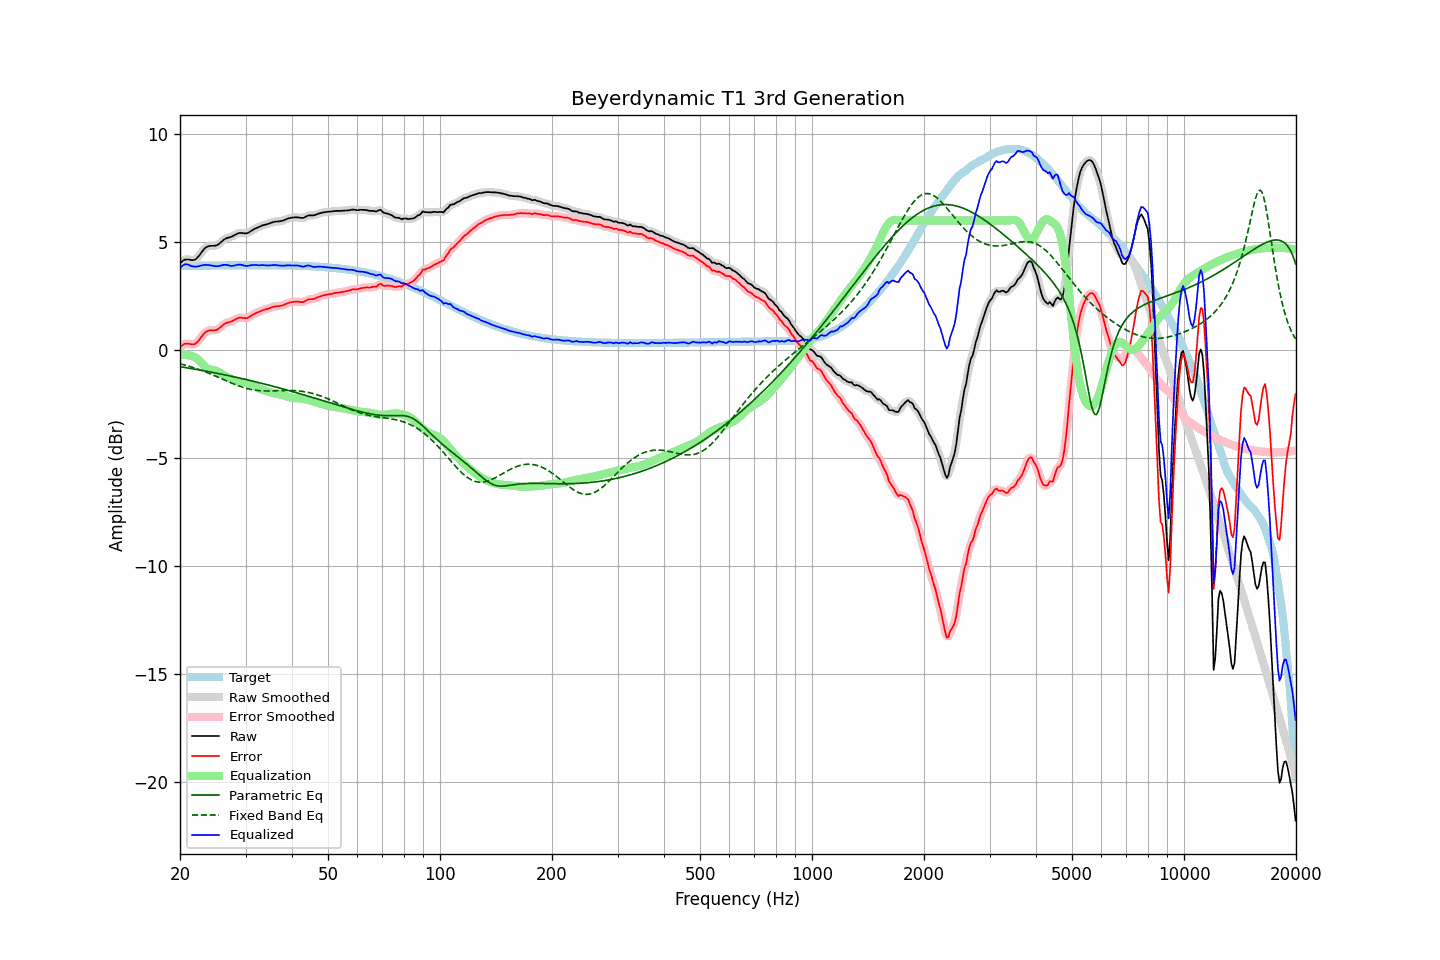 Beyerdynamic T1 3rd Generation
Amplitude (dBr)
10
5
0
−5
−10
−15
−20
Target
Raw Smoothed
Error Smoothed
Raw
Error
Equalization
Parametric Eq
Fixed Band Eq
Equalized
20
50
100
200
500
1000
2000
5000
10000
20000
Frequency (Hz)